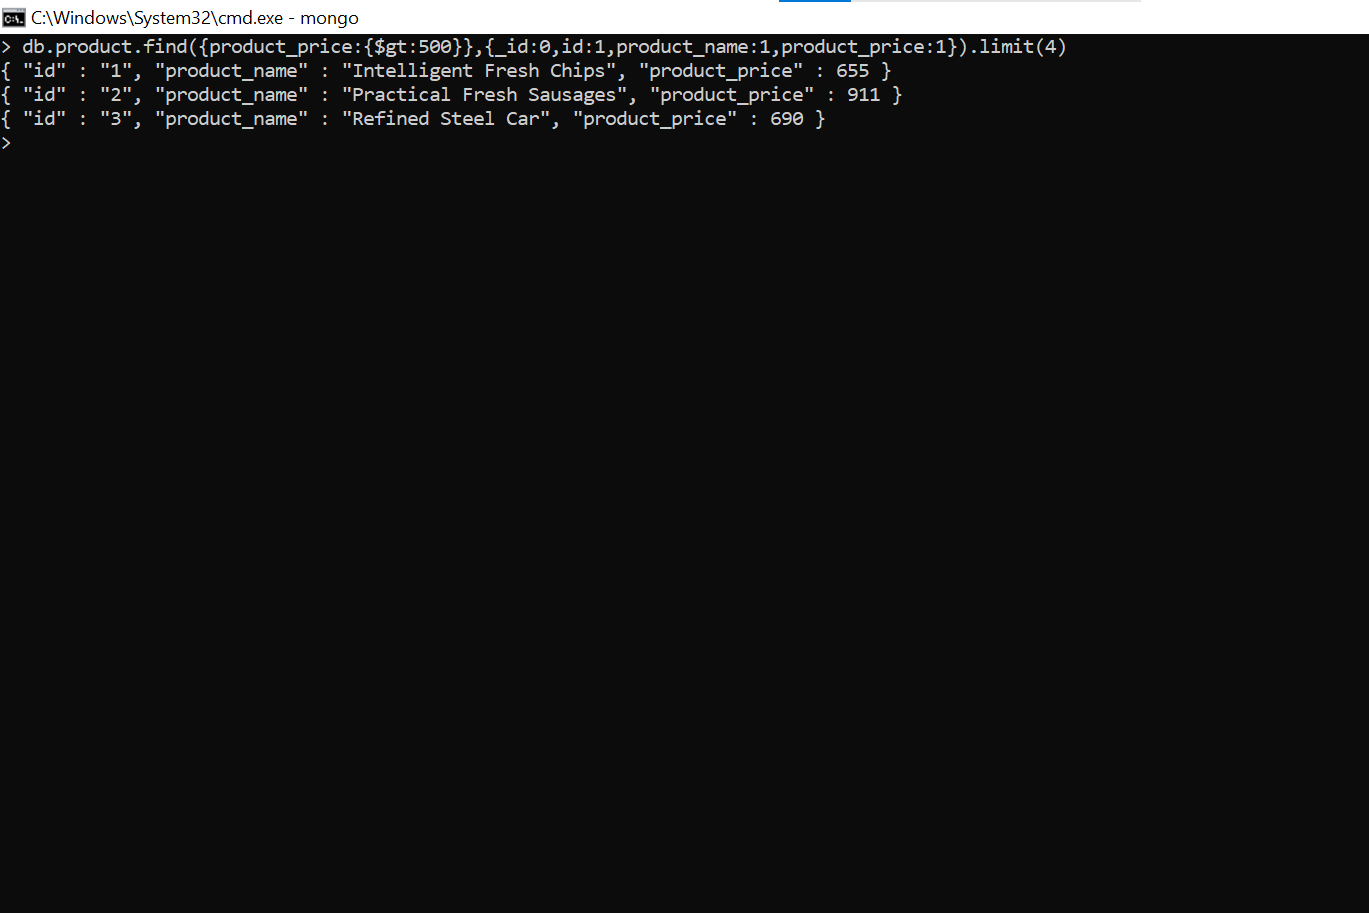 C:\Windows\System32\cmd.exe - mongo
> db.product.find({product_price:{$gt:500}},{_id:0,id:1,product_name:1,product_price:1}).limit(4)
{ "id" : "1", "product_name" : "Intelligent Fresh Chips", "product_price" : 655 }
{ "id" : "2", "product_name" : "Practical Fresh Sausages", "product_price" : 911 }
{ "id" : "3", "product_name" : "Refined Steel Car", "product_price" : 690 }
>